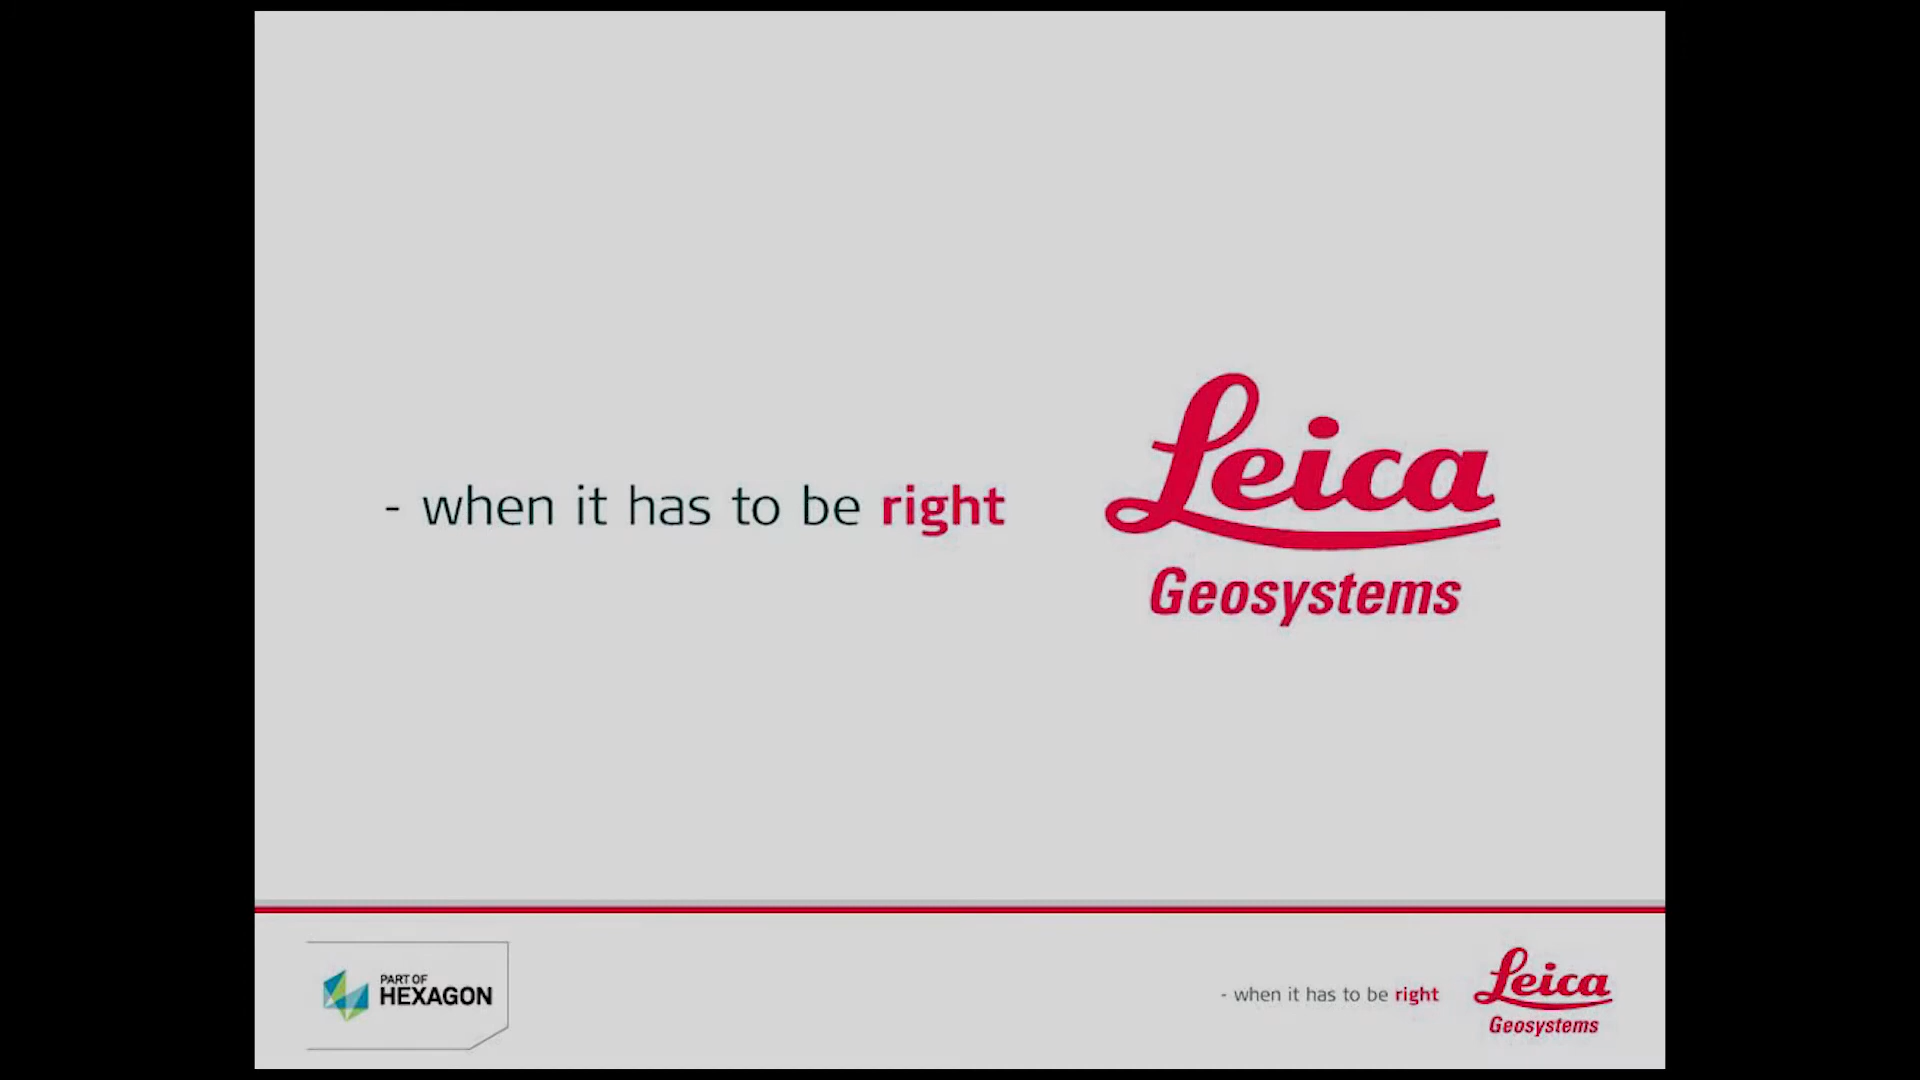 - when it has to be right
Leica
Geosystems
PART OF
HEXAGON
- when it has to be right
Leica
Geosystems